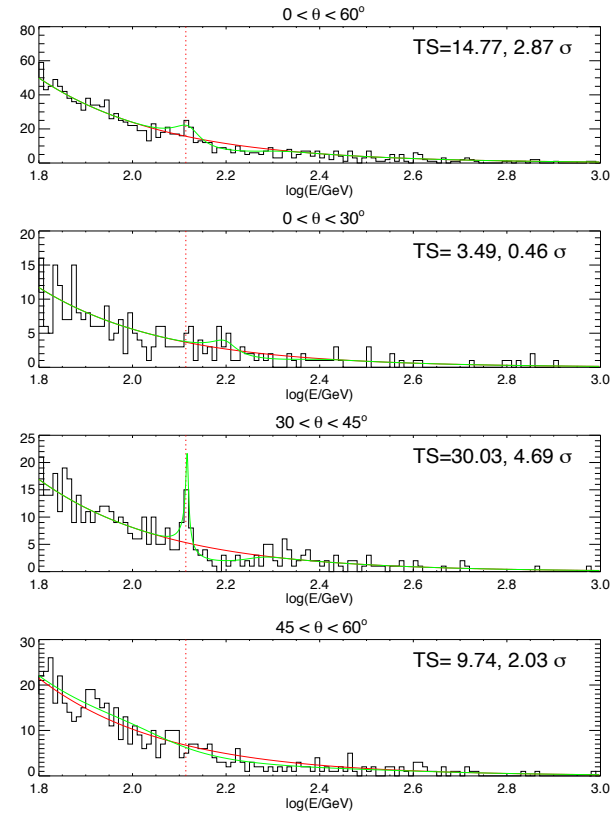 0 < θ < 60°
TS=14.77, 2.87 σ
80
60
40
20
0
1.8 2.0 2.2 2.4 2.6 2.8 3.0
log(E/GeV)
0 < θ < 30°
TS= 3.49, 0.46 σ
20
15
10
5
0
1.8 2.0 2.2 2.4 2.6 2.8 3.0
log(E/GeV)
30 < θ < 45°
TS=30.03, 4.69 σ
25
20
15
10
5
0
1.8 2.0 2.2 2.4 2.6 2.8 3.0
log(E/GeV)
45 < θ < 60°
TS= 9.74, 2.03 σ
30
20
10
0
1.8 2.0 2.2 2.4 2.6 2.8 3.0
log(E/GeV)